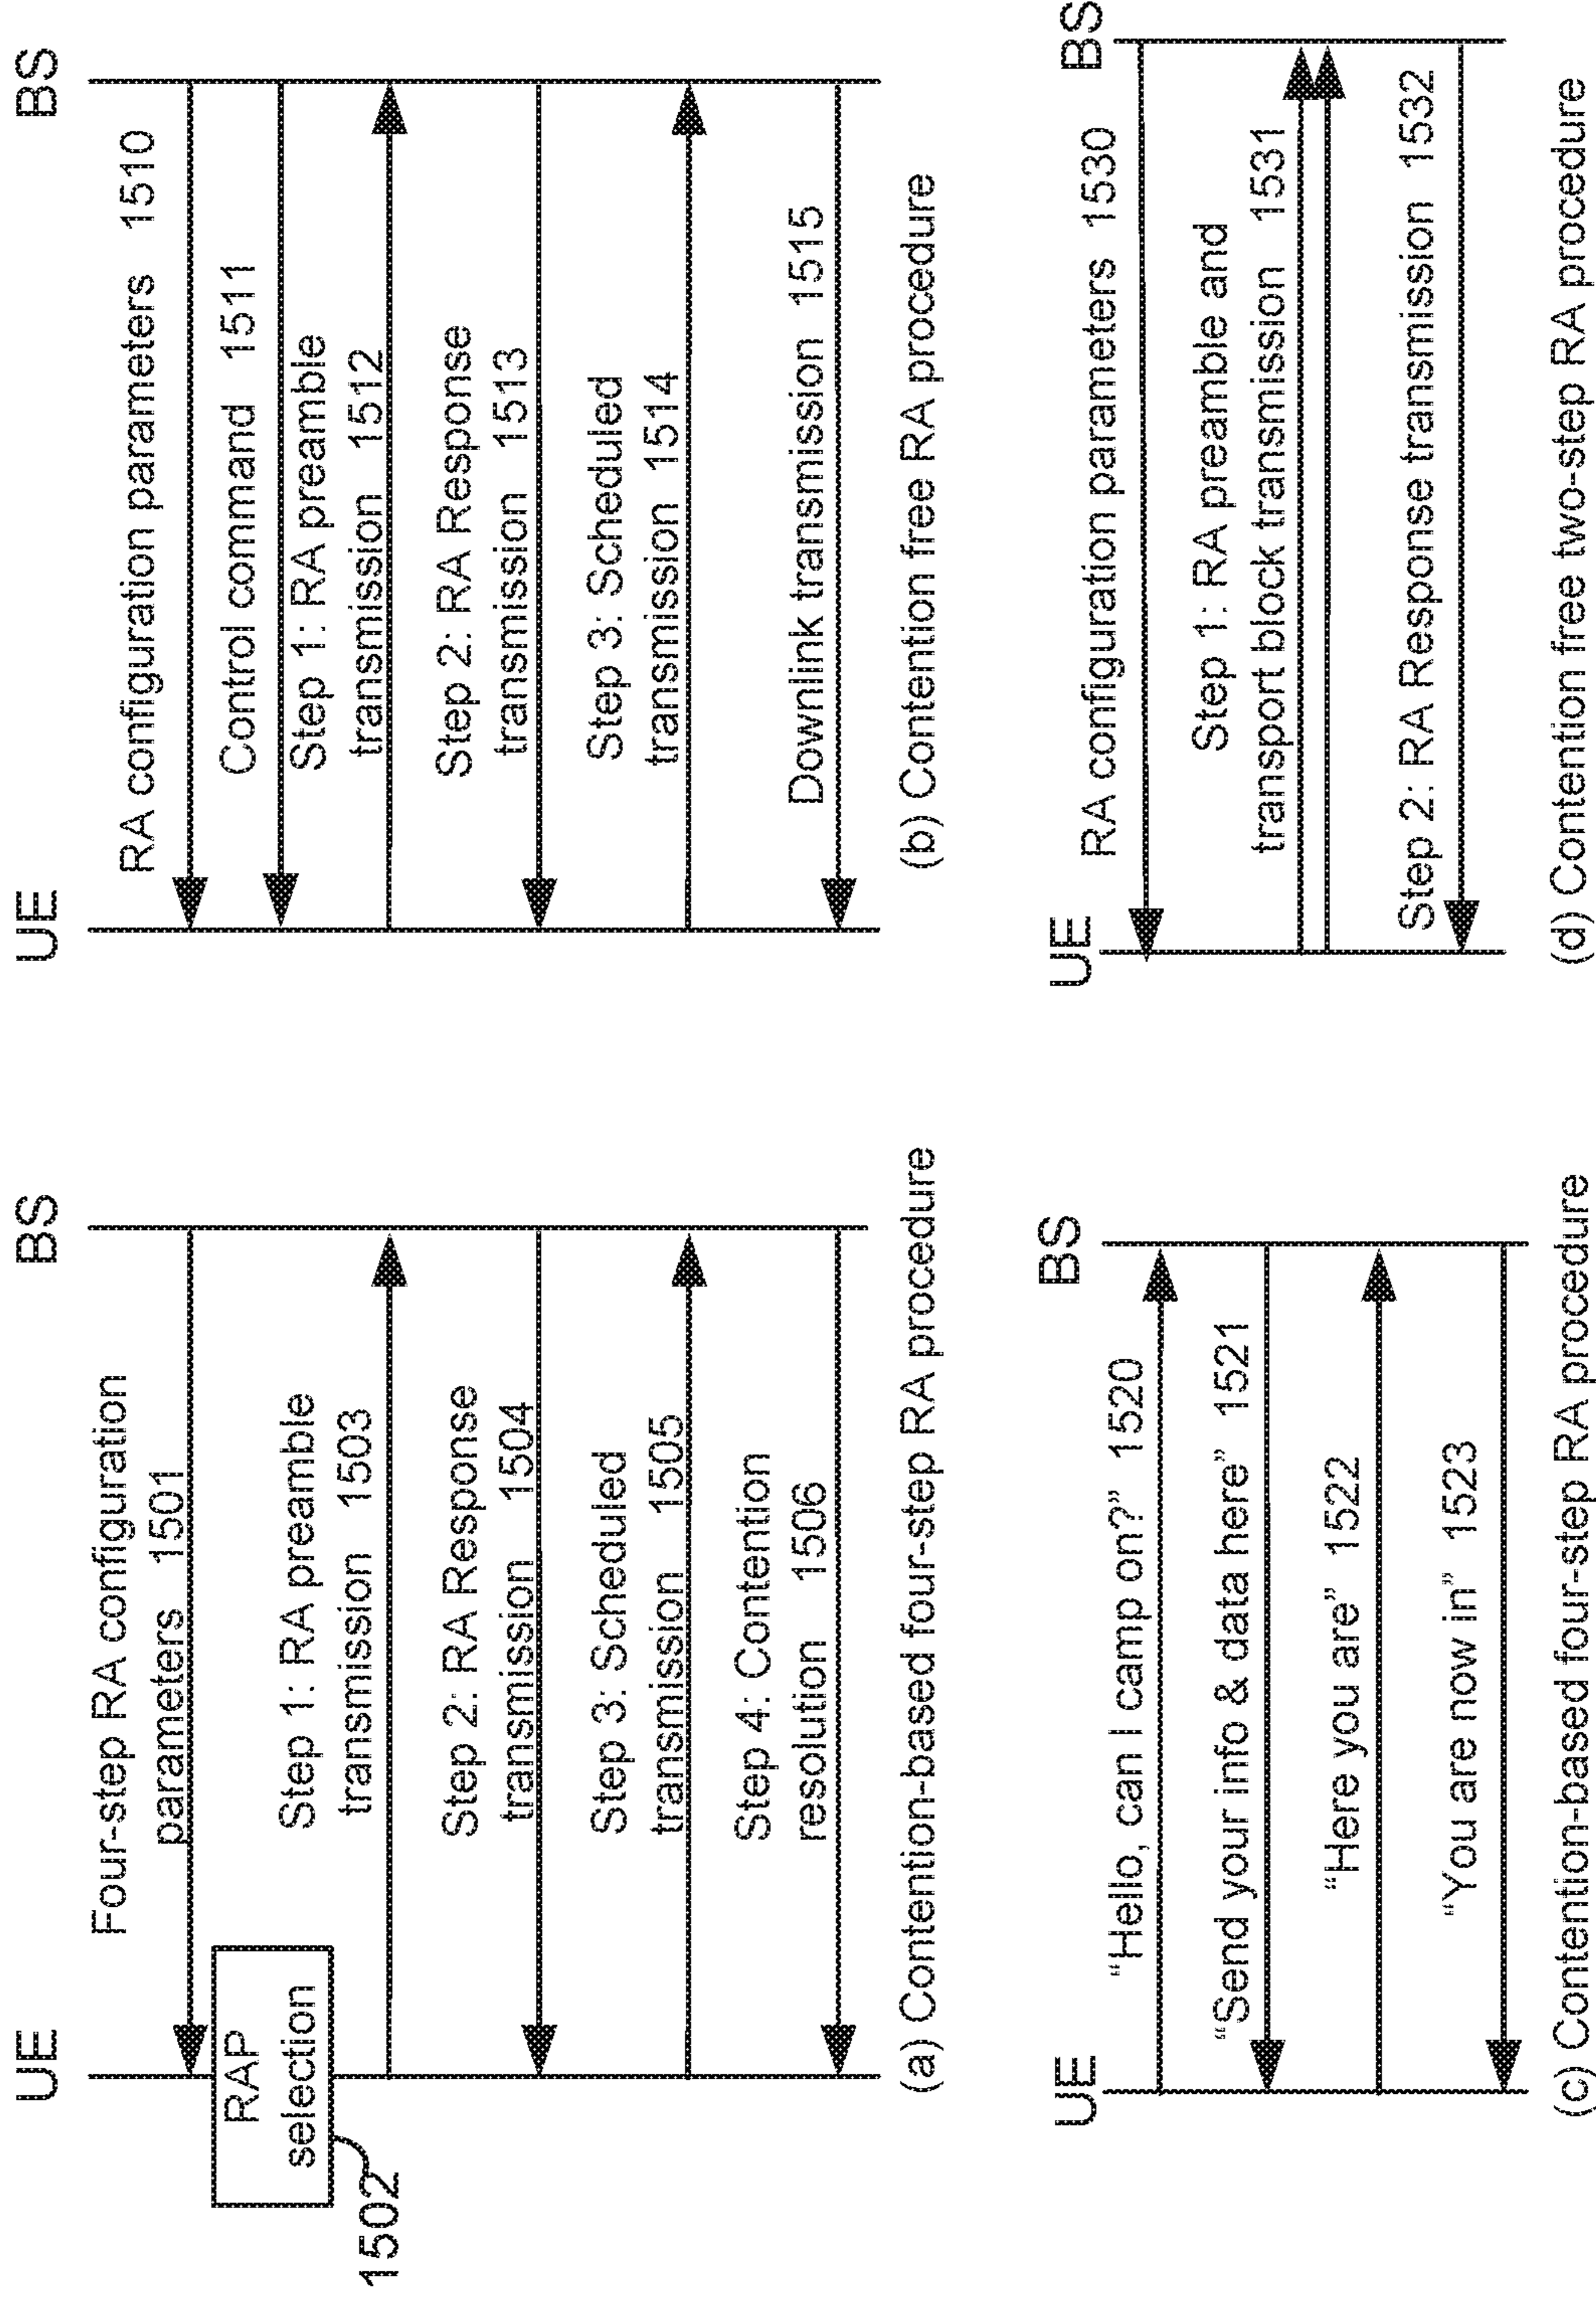 UE
BS
Four-step RA configuration
parameters 1501
RAP
selection
1502
Step 1: RA preamble
transmission 1503
Step 2: RA Response
transmission 1504
Step 3: Scheduled
transmission 1505
Step 4: Contention
resolution 1506
(a) Contention-based four-step RA procedure
UE
BS
RA configuration parameters 1510
Control command 1511
Step 1: RA preamble
transmission 1512
Step 2: RA Response
transmission 1513
Step 3: Scheduled
transmission 1514
Downlink transmission 1515
(b) Contention free RA procedure
UE
BS
“Hello, can I camp on?” 1520
“Send your info & data here” 1521
“Here you are” 1522
“You are now in” 1523
(c) Contention-based four-step RA procedure
UE
BS
RA configuration parameters 1530
Step 1: RA preamble and
transport block transmission 1531
Step 2: RA Response transmission 1532
(d) Contention free two-step RA procedure